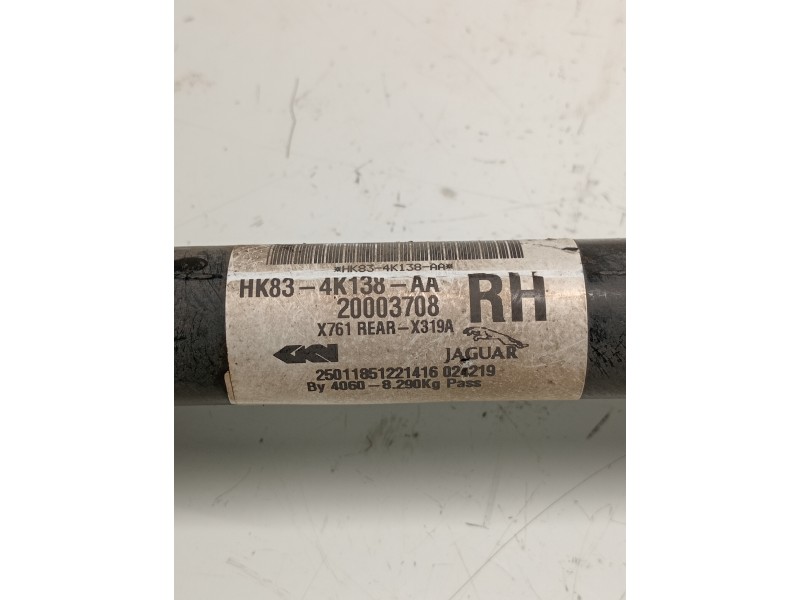 *HK83-4K138-AA*
HK83-4K138-AA
RH
20003708
X761 REAR-X319A
GKN
JAGUAR
25011851221416 024219
By 4060-8.290Kg Pass